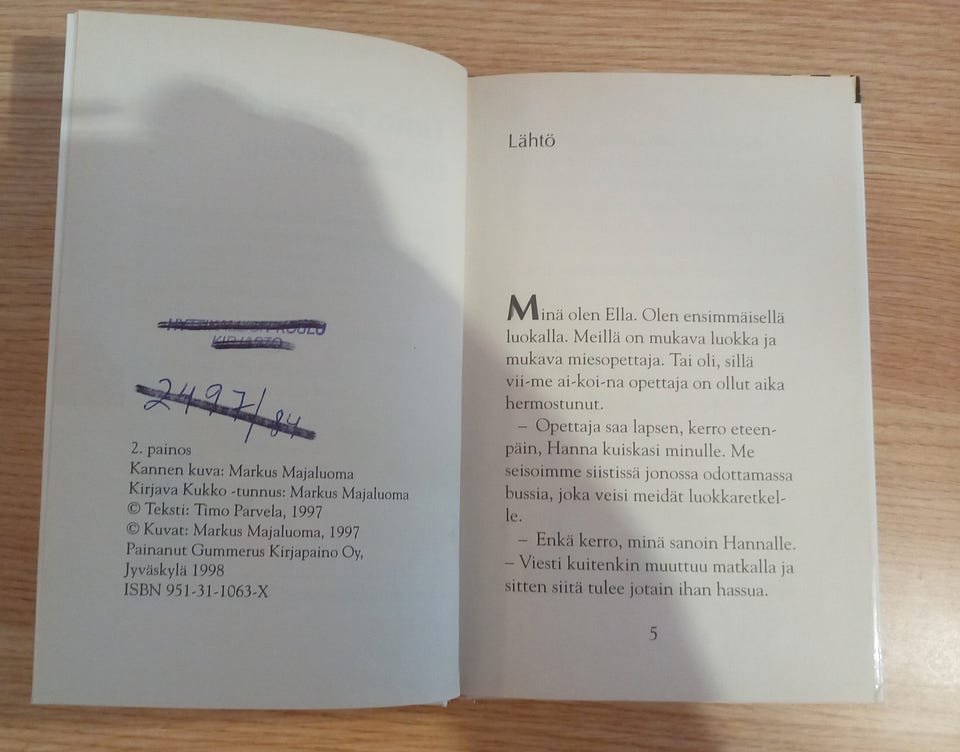 KIRJASTO
2497/84
2. painos
Kannen kuva: Markus Majaluoma
Kirjava Kukko -tunnus: Markus Majaluoma
© Teksti: Timo Parvela, 1997
© Kuvat: Markus Majaluoma, 1997
Painanut Gummerus Kirjapaino Oy,
Jyväskylä 1998
ISBN 951-31-1063-X
Lähtö
Minä olen Ella. Olen ensimmäisellä
luokalla. Meillä on mukava luokka ja
mukava miesopettaja. Tai oli, sillä
vii-me ai-koi-na opettaja on ollut aika
hermostunut.
– Opettaja saa lapsen, kerro eteen-
päin, Hanna kuiskasi minulle. Me
seisoimme siistissä jonossa odottamassa
bussia, joka veisi meidät luokkaretkel-
le.
– Enkä kerro, minä sanoin Hannalle.
– Viesti kuitenkin muuttuu matkalla ja
sitten siitä tulee jotain ihan hassua.
5